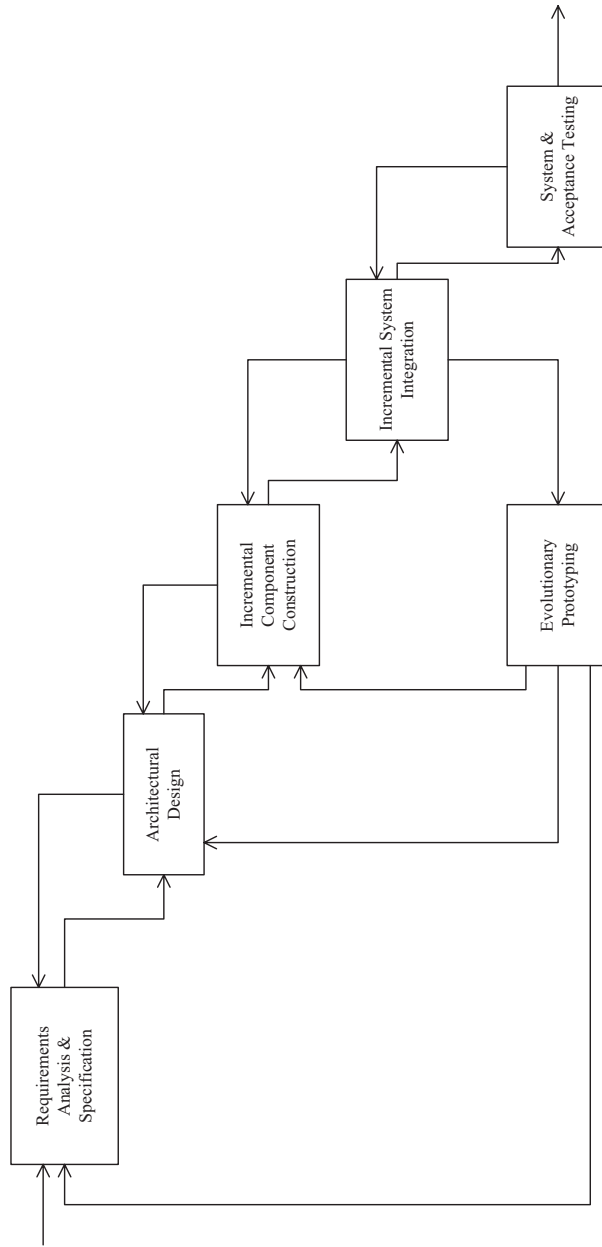 Requirements
Analysis &
Specification
Architectural
Design
Incremental
Component
Construction
Incremental System
Integration
System &
Acceptance Testing
Evolutionary
Prototyping